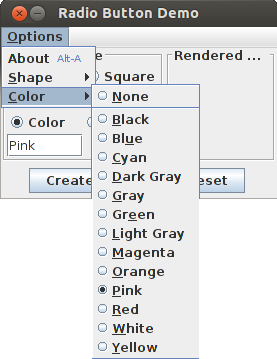 Radio Button Demo
Options
About Alt-A
Shape
Color
Square
Rendered ...
Color
Pink
Create
None
Black
Blue
Cyan
Dark Gray
Gray
Green
Light Gray
Magenta
Orange
Pink
Red
White
Yellow